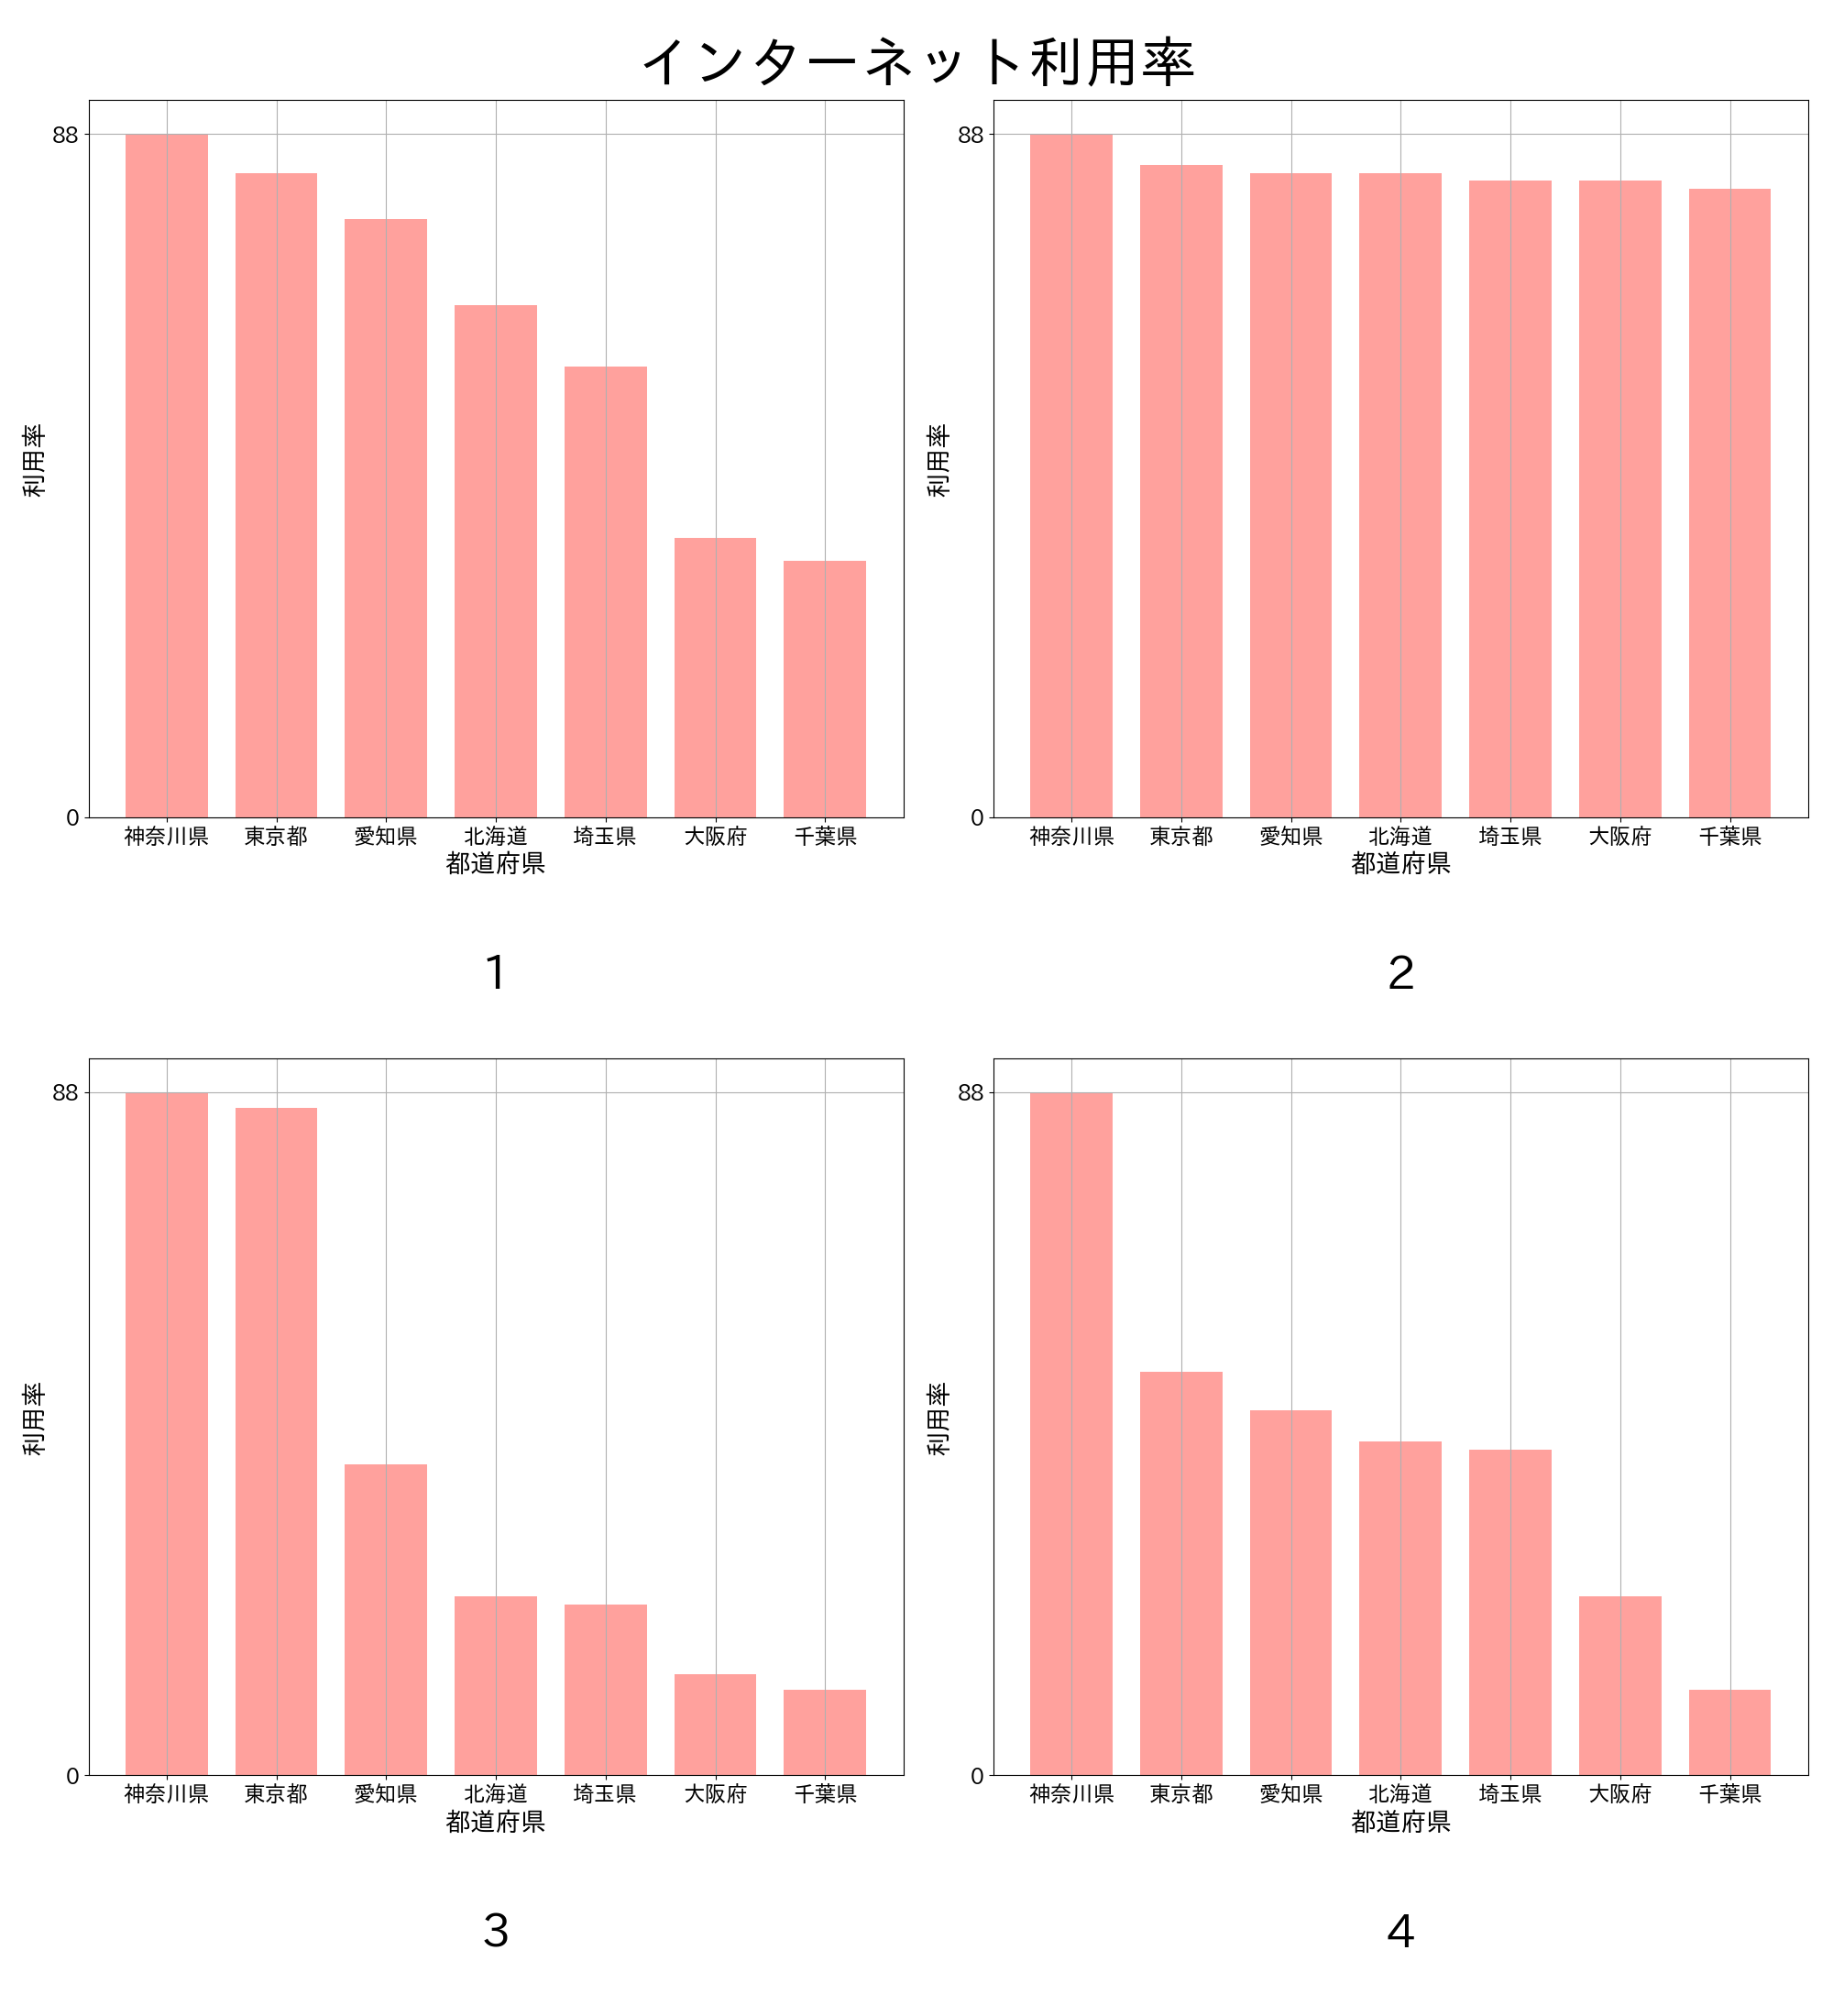 インターネット利用率
88
0
利用率
神奈川県 東京都 愛知県 北海道 埼玉県 大阪府 千葉県
都道府県
1
88
0
利用率
神奈川県 東京都 愛知県 北海道 埼玉県 大阪府 千葉県
都道府県
2
88
0
利用率
神奈川県 東京都 愛知県 北海道 埼玉県 大阪府 千葉県
都道府県
3
88
0
利用率
神奈川県 東京都 愛知県 北海道 埼玉県 大阪府 千葉県
都道府県
4